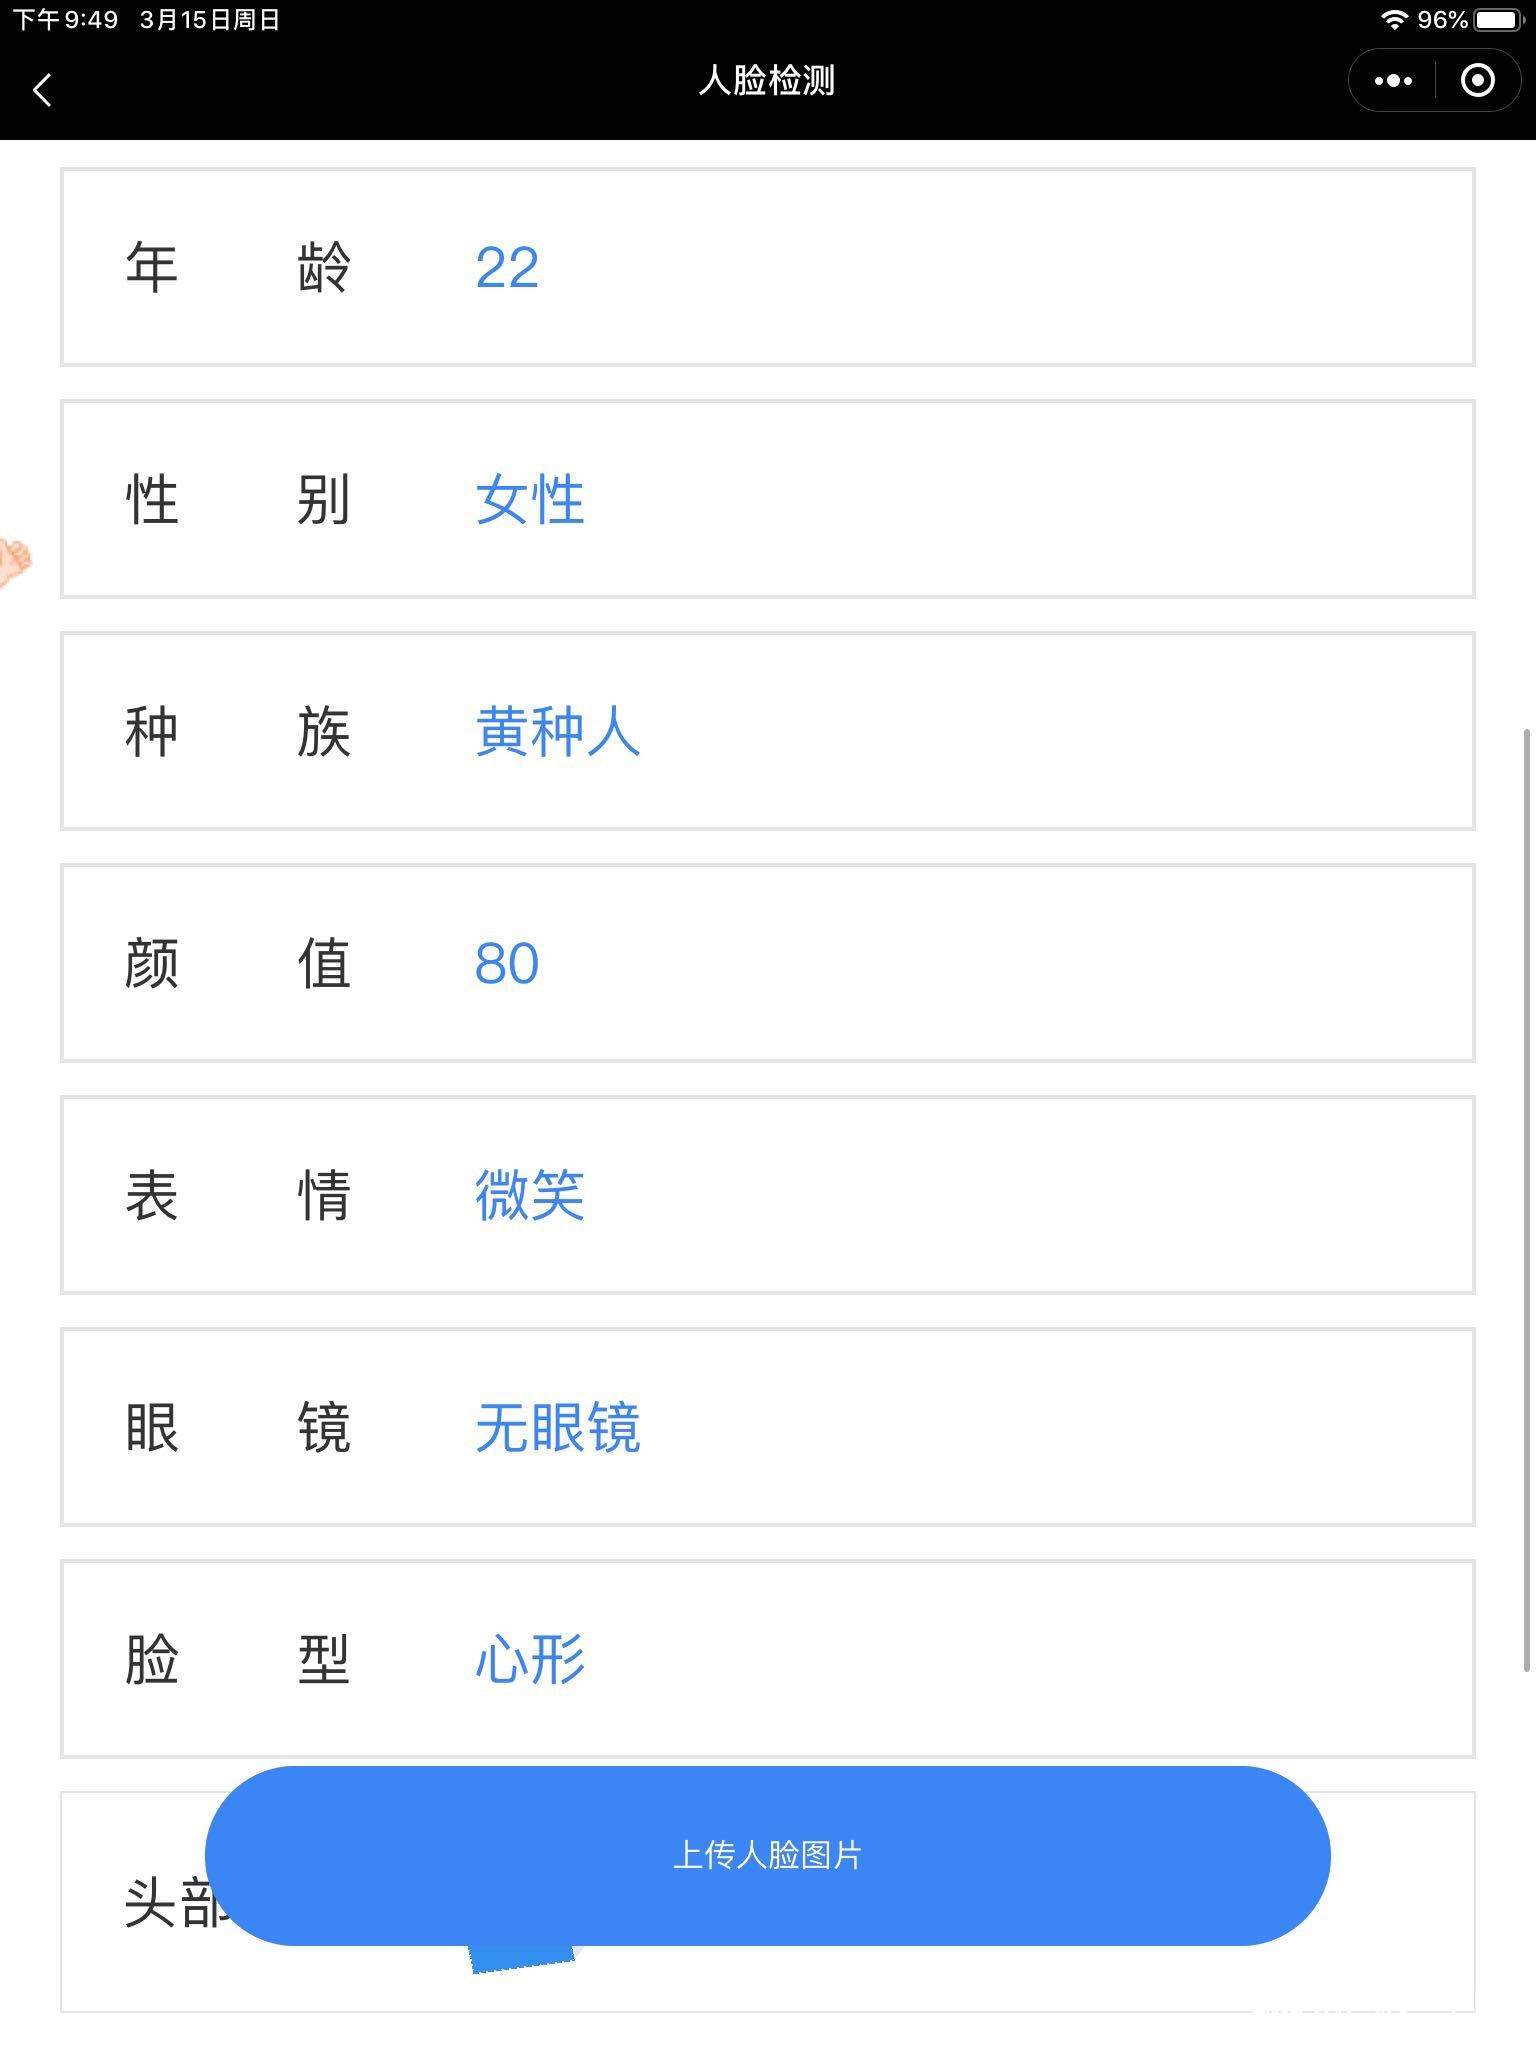 下午9:49 3月15日周日 96%
人脸检测
年 龄 22
性 别 女性
种 族 黄种人
颜 值 80
表 情 微笑
眼 镜 无眼镜
脸 型 心形
上传人脸图片
头部